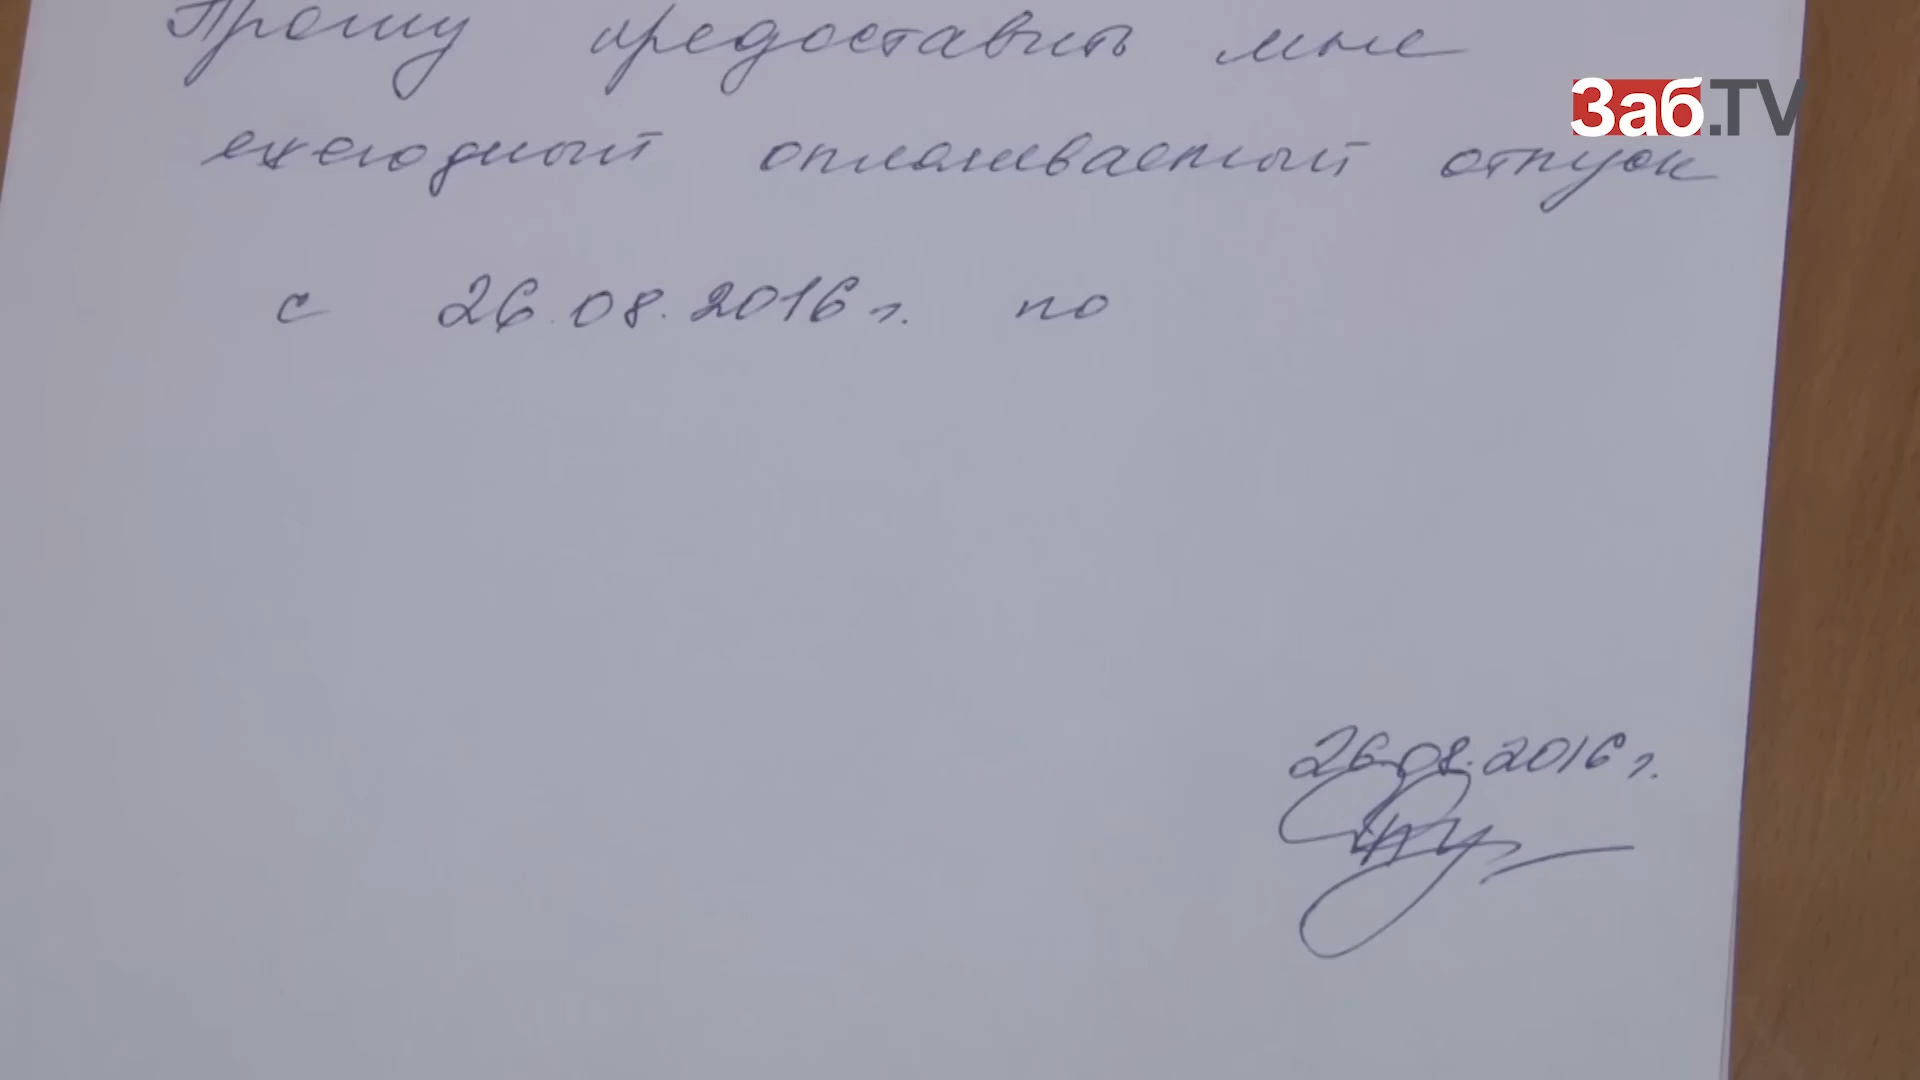 Прошу предоставить мне
Заб.TV
ежегодный оплачиваемый отпуск
с 26.08.2016 г. по
26.08.2016 г.